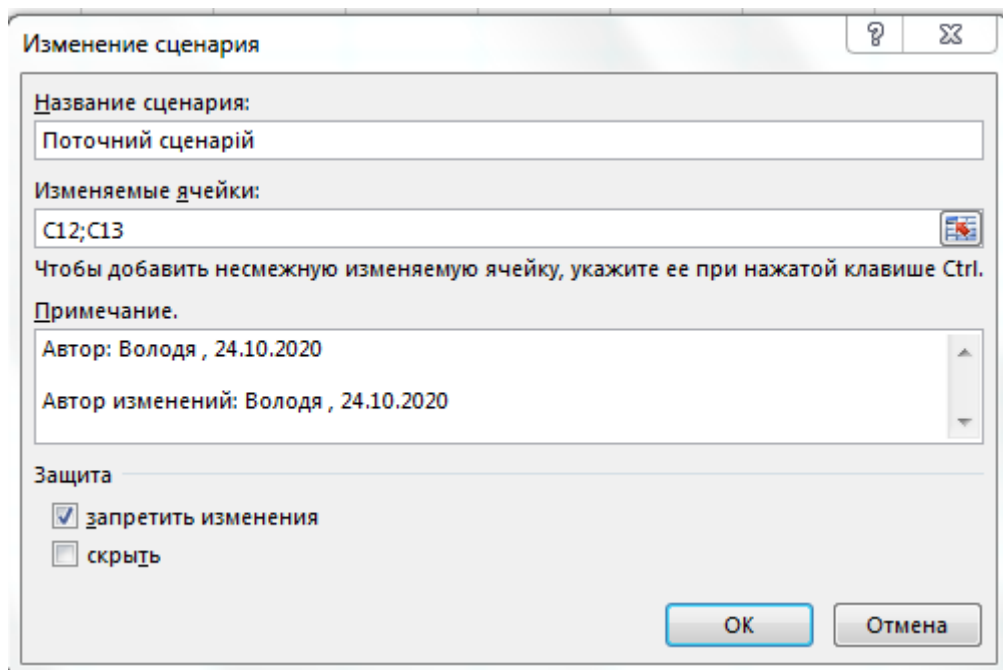 Изменение сценария
Название сценария:
Поточний сценарій
Изменяемые ячейки:
C12;C13
Чтобы добавить несмежную изменяемую ячейку, укажите ее при нажатой клавише Ctrl.
Примечание.
Автор: Володя , 24.10.2020
Автор изменений: Володя , 24.10.2020
Защита
запретить изменения
скрыть
ОК
Отмена